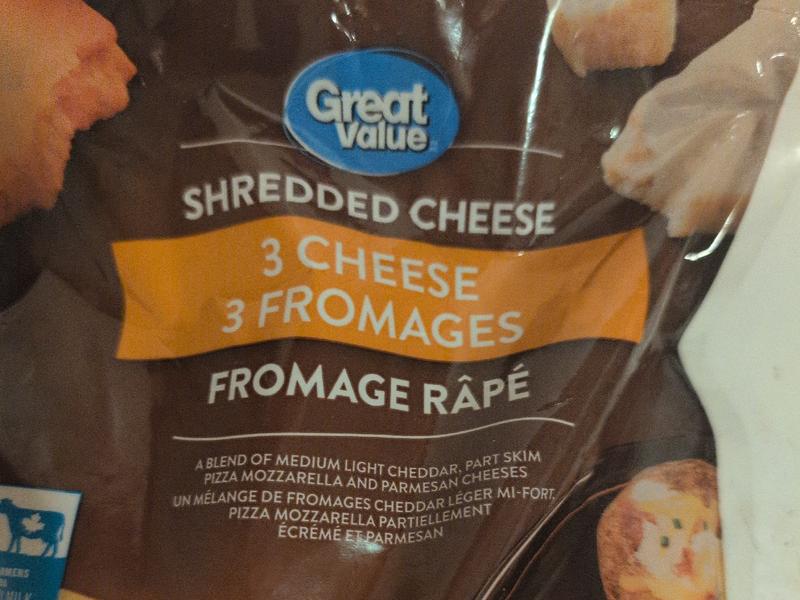 Great
Value
SHREDDED CHEESE
3 CHEESE
3 FROMAGES
FROMAGE RÂPÉ
A BLEND OF MEDIUM LIGHT CHEDDAR, PART SKIM
PIZZA MOZZARELLA AND PARMESAN CHEESES
UN MÉLANGE DE FROMAGES CHEDDAR LÉGER MI-FORT,
PIZZA MOZZARELLA PARTIELLEMENT
ÉCRÉMÉ ET PARMESAN